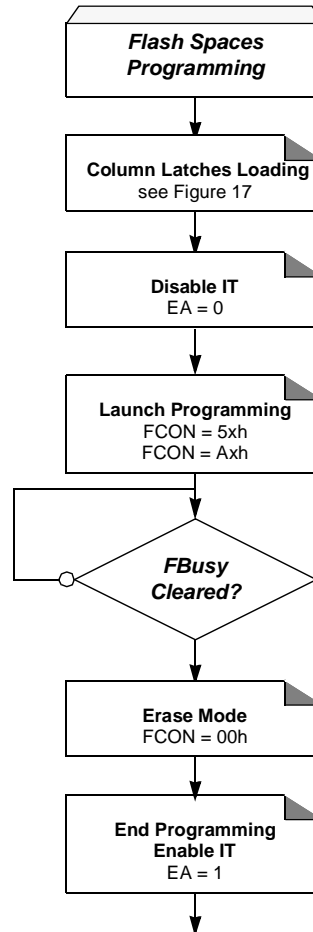 Flash Spaces
Programming
Column Latches Loading
see Figure 17
Disable IT
EA = 0
Launch Programming
FCON = 5xh
FCON = Axh
FBusy
Cleared?
Erase Mode
FCON = 00h
End Programming
Enable IT
EA = 1